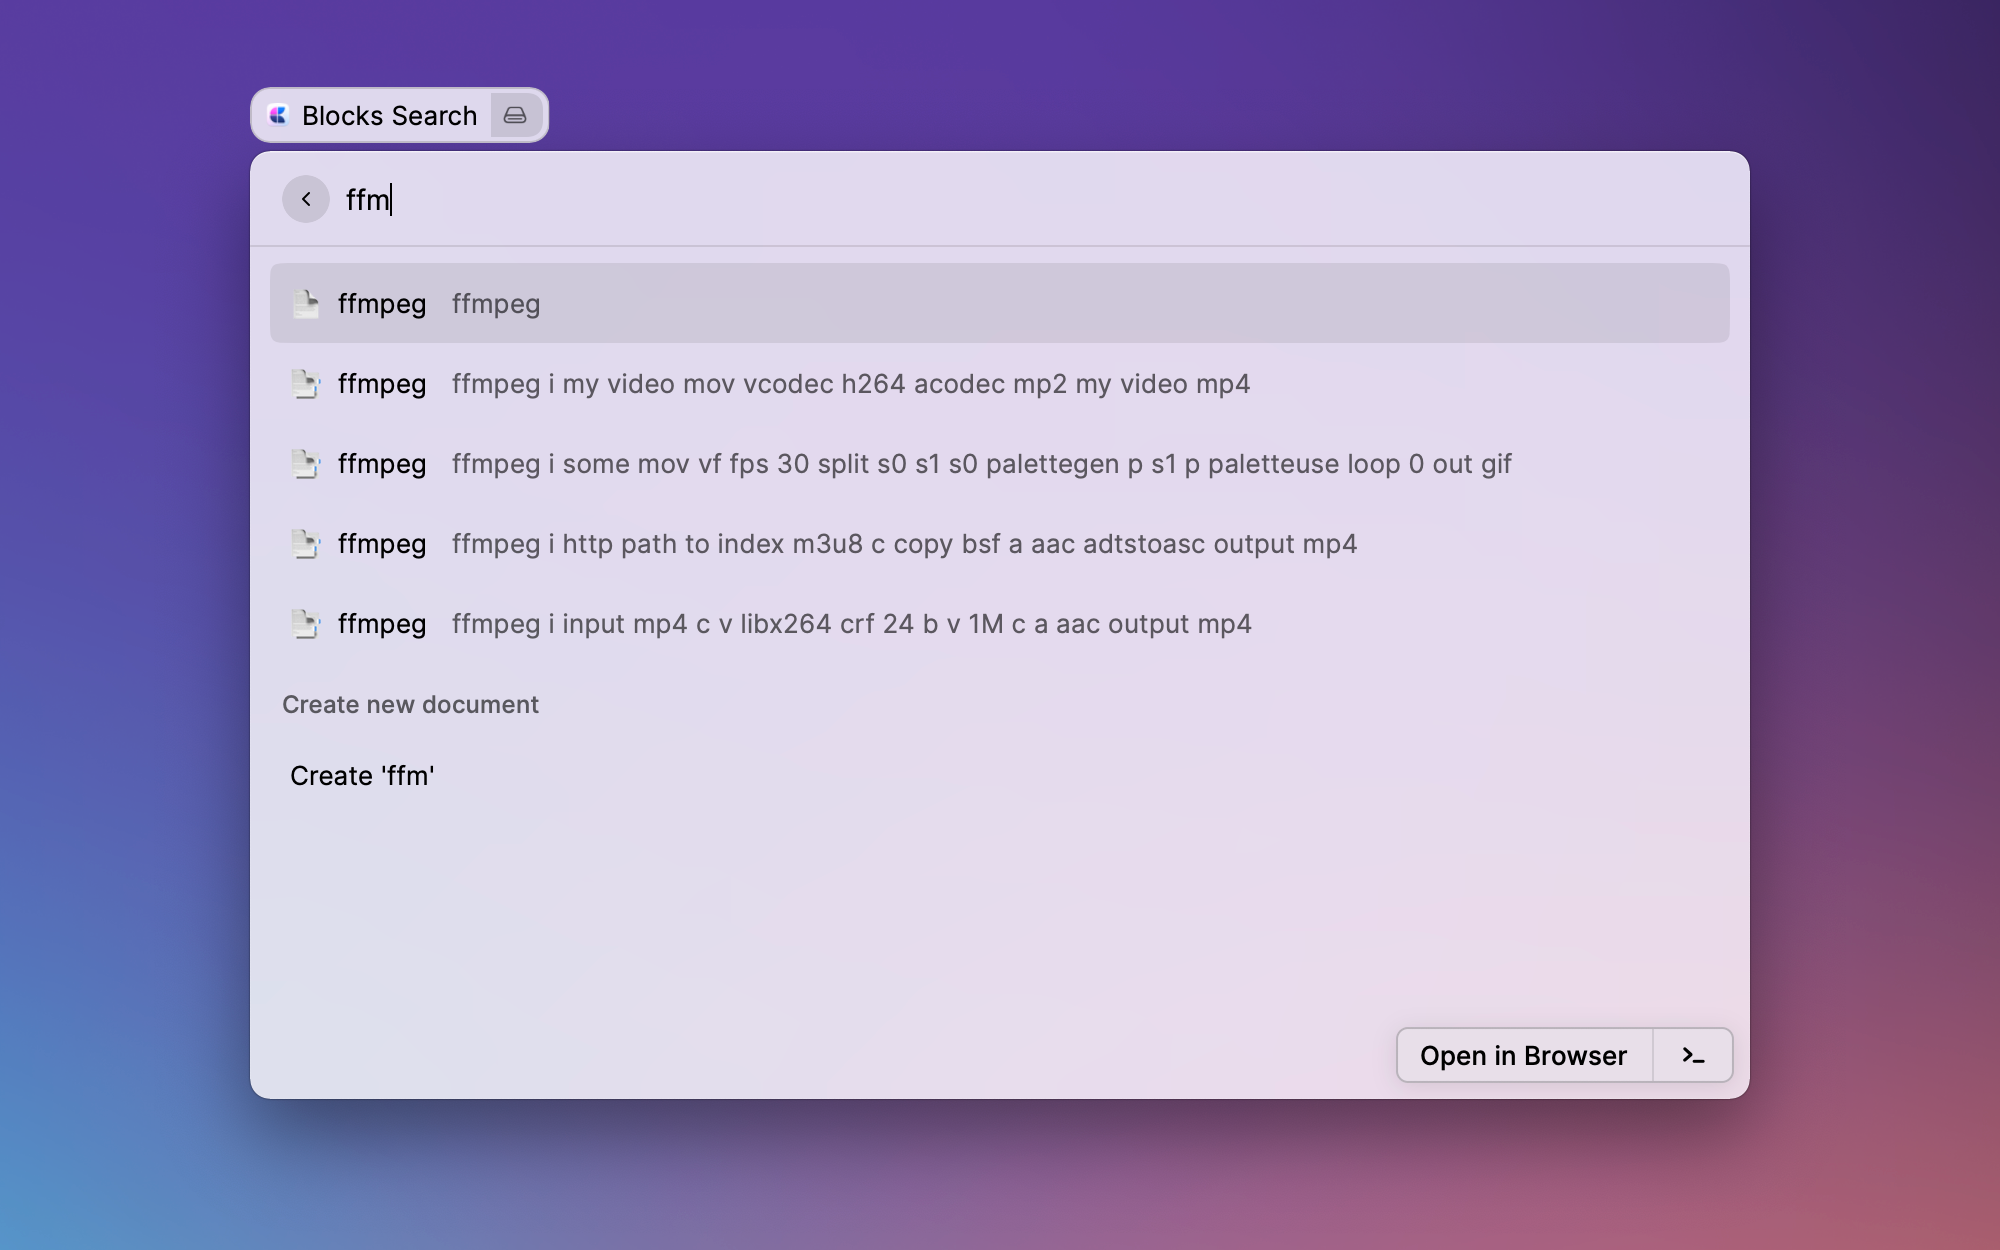 Blocks Search
ffm
ffmpeg ffmpeg
ffmpeg ffmpeg i my video mov vcodec h264 acodec mp2 my video mp4
ffmpeg ffmpeg i some mov vf fps 30 split s0 s1 s0 palettegen p s1 p paletteuse loop 0 out gif
ffmpeg ffmpeg i http path to index m3u8 c copy bsf a aac adtstoasc output mp4
ffmpeg ffmpeg i input mp4 c v libx264 crf 24 b v 1M c a aac output mp4
Create new document
Create 'ffm'
Open in Browser